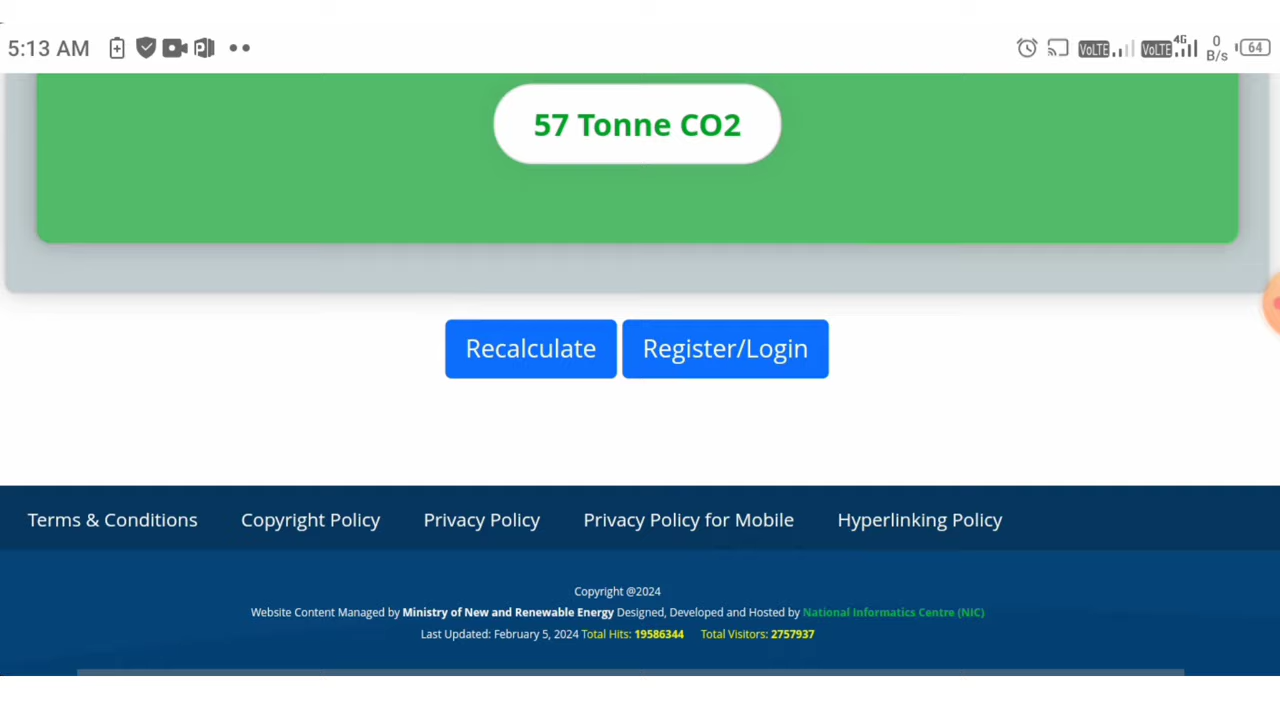 5:13 AM VoLTE VoLTE 4G 0 B/s 64
57 Tonne CO2
Recalculate Register/Login
Terms & Conditions Copyright Policy Privacy Policy Privacy Policy for Mobile Hyperlinking Policy
Copyright @2024
Website Content Managed by Ministry of New and Renewable Energy Designed, Developed and Hosted by National Informatics Centre (NIC)
Last Updated: February 5, 2024 Total Hits: 19586344 Total Visitors: 2757937